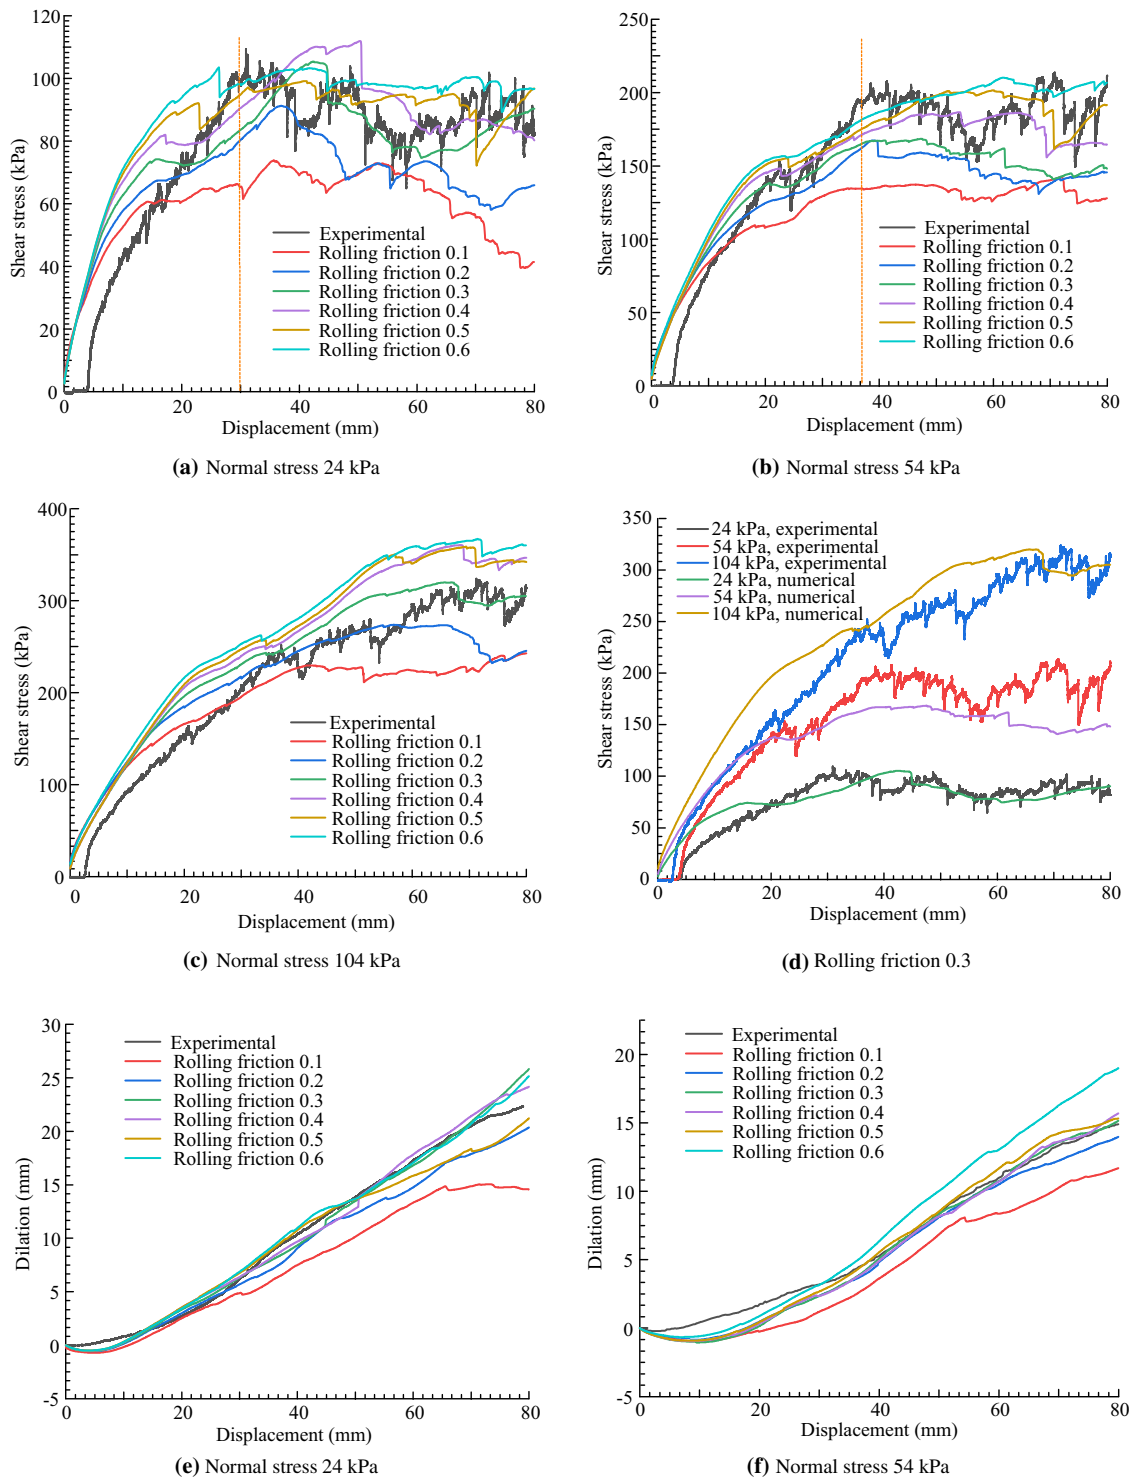 120
100
80
60
40
20
0
Shear stress (kPa)
Experimental
Rolling friction 0.1
Rolling friction 0.2
Rolling friction 0.3
Rolling friction 0.4
Rolling friction 0.5
Rolling friction 0.6
0 20 40 60 80
Displacement (mm)
(a) Normal stress 24 kPa
250
200
150
100
50
0
Shear stress (kPa)
Experimental
Rolling friction 0.1
Rolling friction 0.2
Rolling friction 0.3
Rolling friction 0.4
Rolling friction 0.5
Rolling friction 0.6
0 20 40 60 80
Displacement (mm)
(b) Normal stress 54 kPa
400
300
200
100
0
Shear stress (kPa)
Experimental
Rolling friction 0.1
Rolling friction 0.2
Rolling friction 0.3
Rolling friction 0.4
Rolling friction 0.5
Rolling friction 0.6
0 20 40 60 80
Displacement (mm)
(c) Normal stress 104 kPa
350
300
250
200
150
100
50
0
Shear stress (kPa)
24 kPa, experimental
54 kPa, experimental
104 kPa, experimental
24 kPa, numerical
54 kPa, numerical
104 kPa, numerical
0 20 40 60 80
Displacement (mm)
(d) Rolling friction 0.3
30
25
20
15
10
5
0
-5
Dilation (mm)
Experimental
Rolling friction 0.1
Rolling friction 0.2
Rolling friction 0.3
Rolling friction 0.4
Rolling friction 0.5
Rolling friction 0.6
0 20 40 60 80
Displacement (mm)
(e) Normal stress 24 kPa
20
15
10
5
0
-5
Dilation (mm)
Experimental
Rolling friction 0.1
Rolling friction 0.2
Rolling friction 0.3
Rolling friction 0.4
Rolling friction 0.5
Rolling friction 0.6
0 20 40 60 80
Displacement (mm)
(f) Normal stress 54 kPa